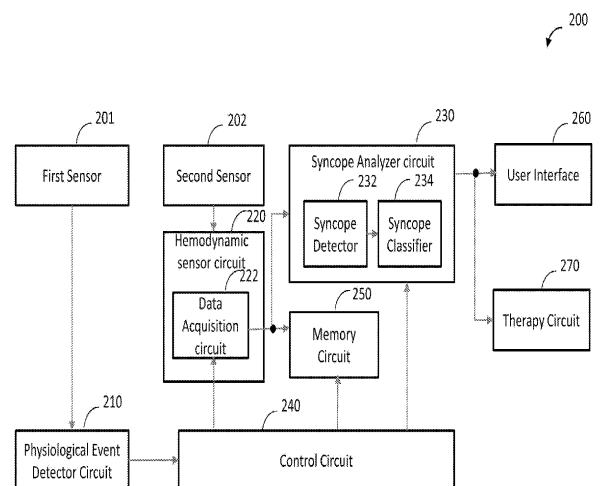 200
201
202
230
260
First Sensor
Second Sensor
Syncope Analyzer circuit
User Interface
232
234
Syncope
Detector
Syncope
Classifier
220
Hemodynamic
sensor circuit
222
Data
Acquisition
circuit
250
Memory
Circuit
270
Therapy Circuit
210
240
Physiological Event
Detector Circuit
Control Circuit